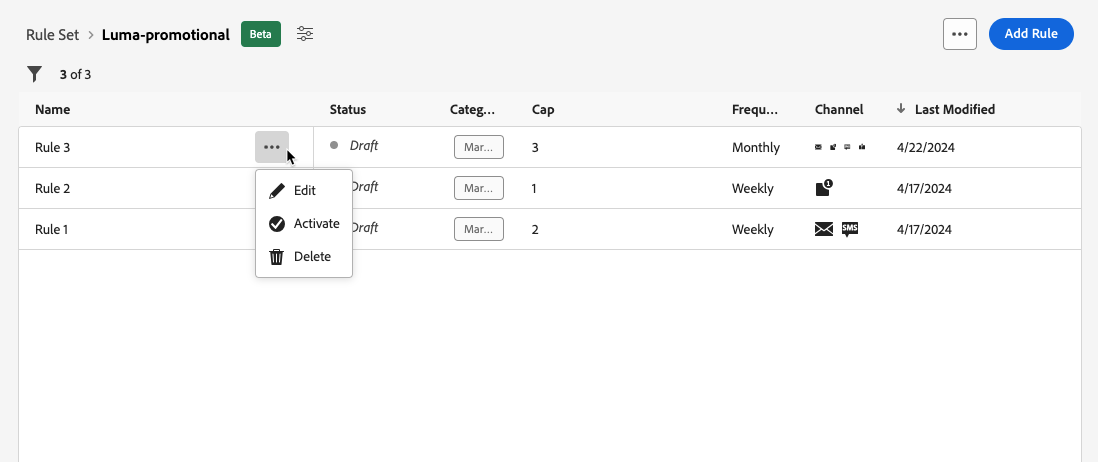 Rule Set > Luma-promotional Beta
Add Rule
3 of 3
Name Status Categ... Cap Frequ... Channel Last Modified
Rule 3 Draft Mar... 3 Monthly 4/22/2024
Rule 2 Draft Mar... 1 Weekly 1 4/17/2024
Rule 1 Draft Mar... 2 Weekly SMS 4/17/2024
Edit
Activate
Delete